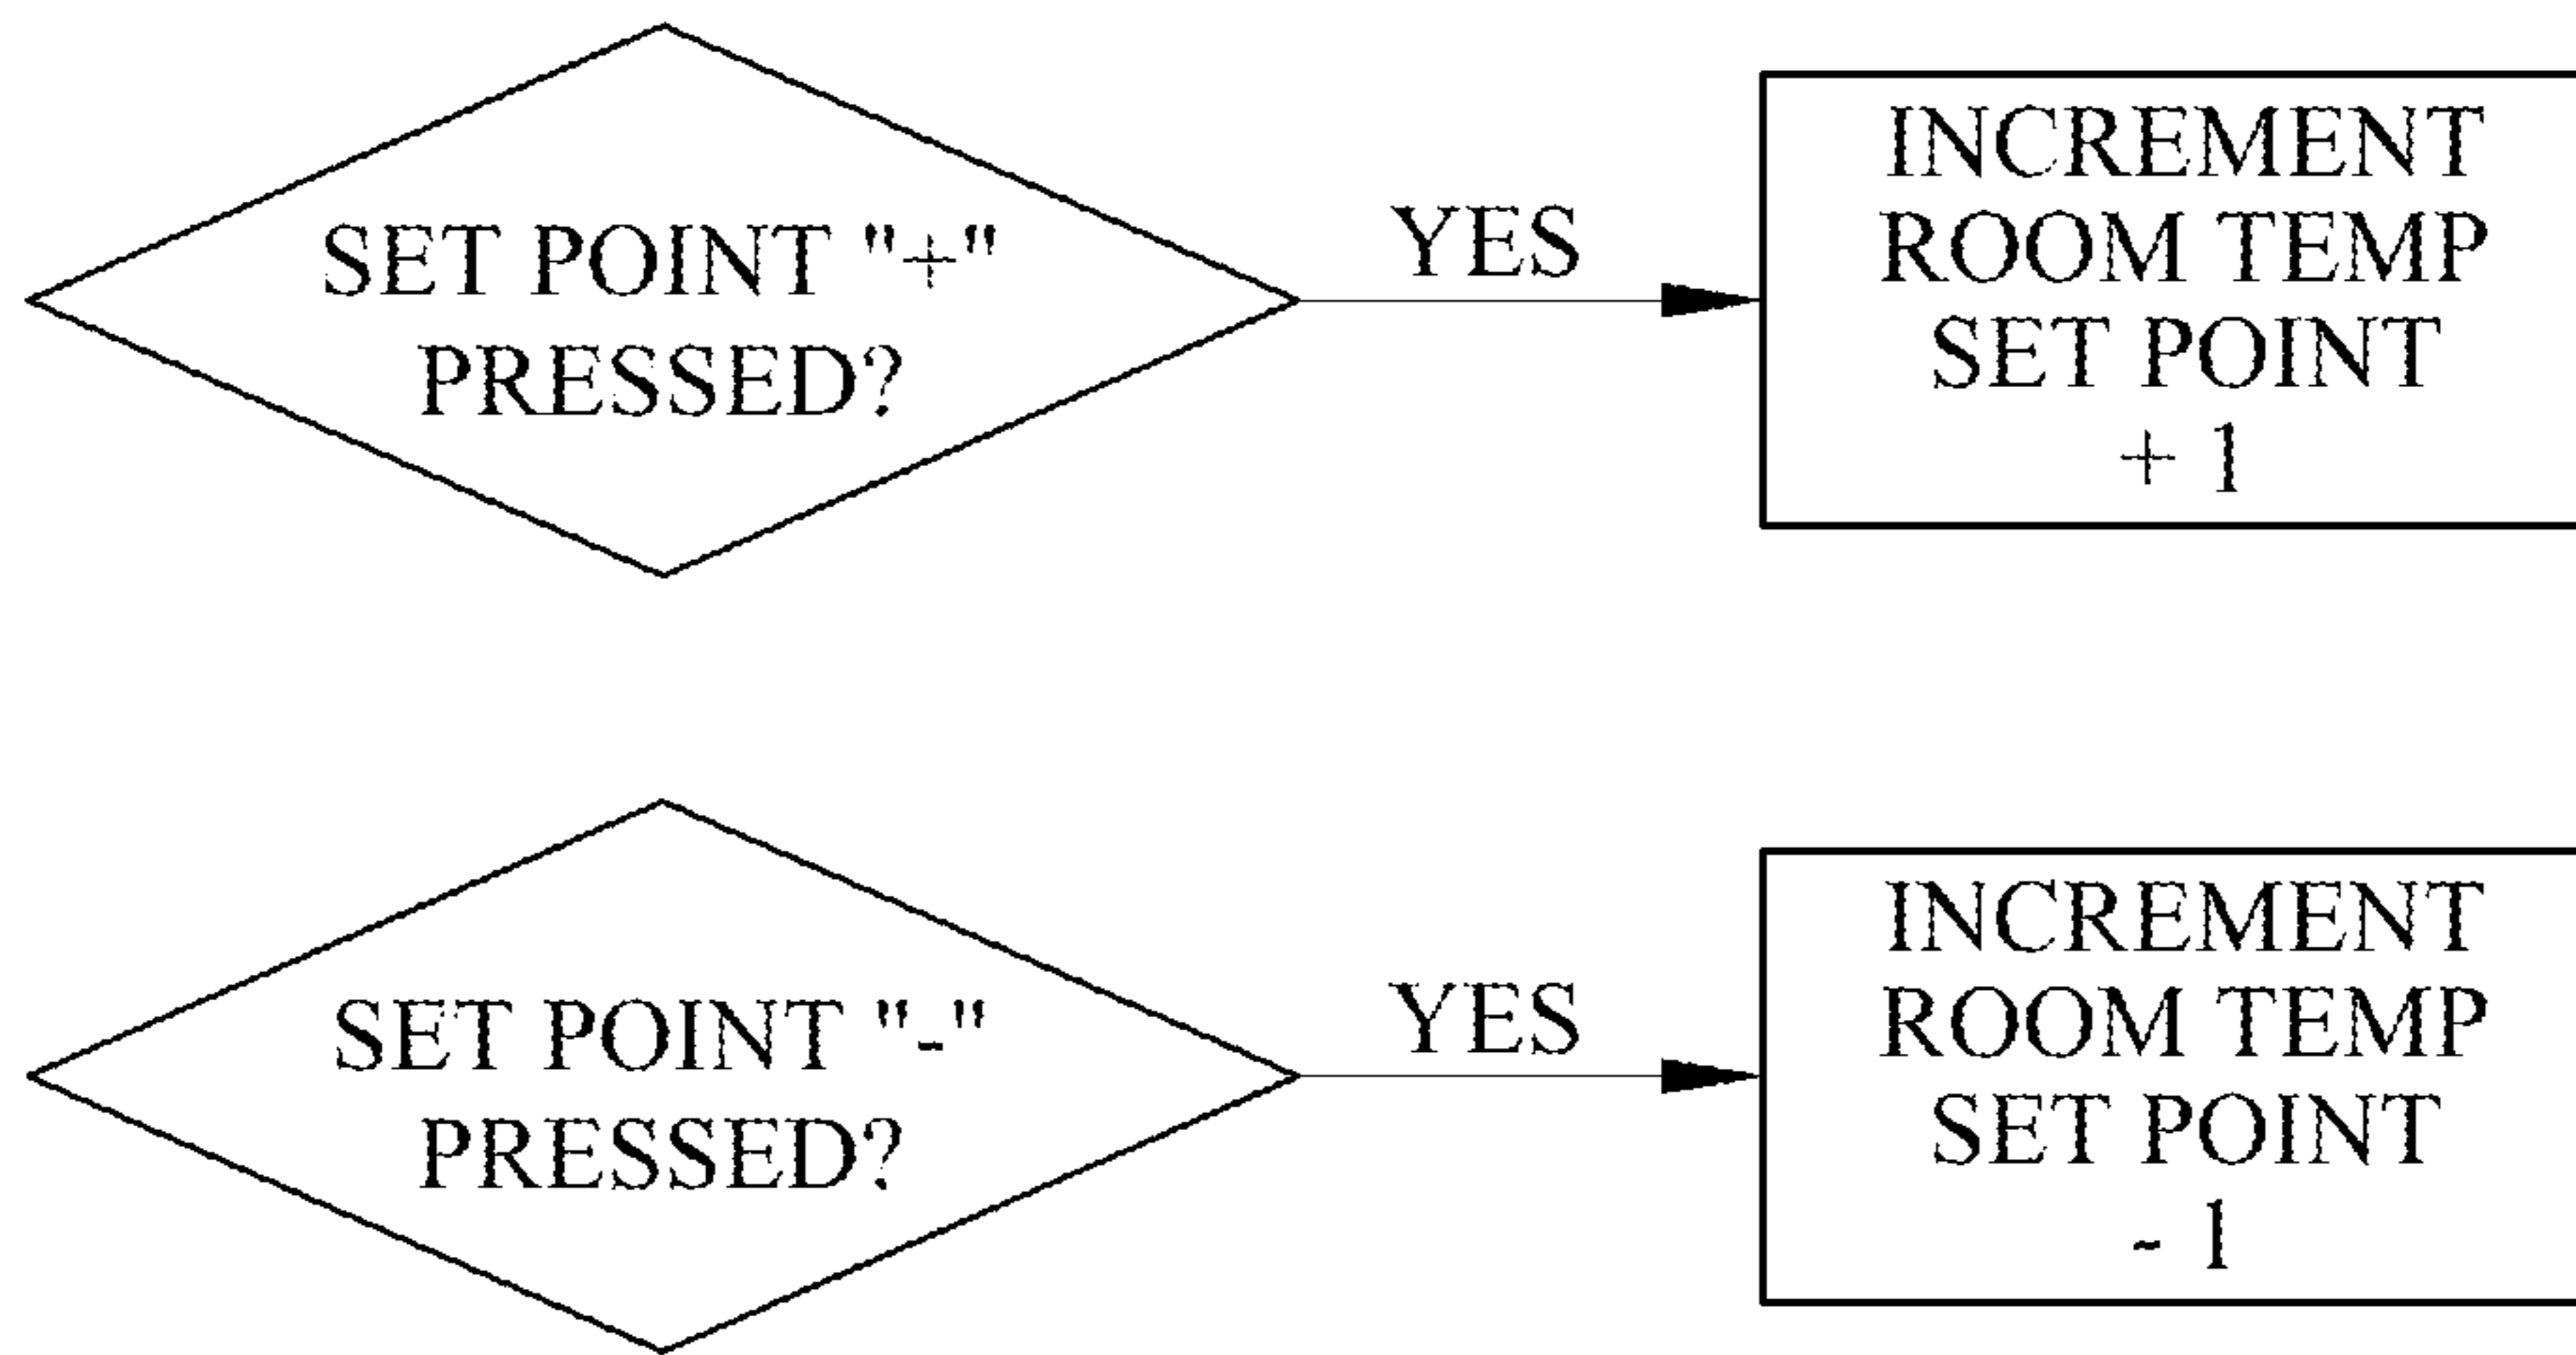 SET POINT "+"
PRESSED?
YES
INCREMENT
ROOM TEMP
SET POINT
+ 1
SET POINT "-"
PRESSED?
YES
INCREMENT
ROOM TEMP
SET POINT
- 1